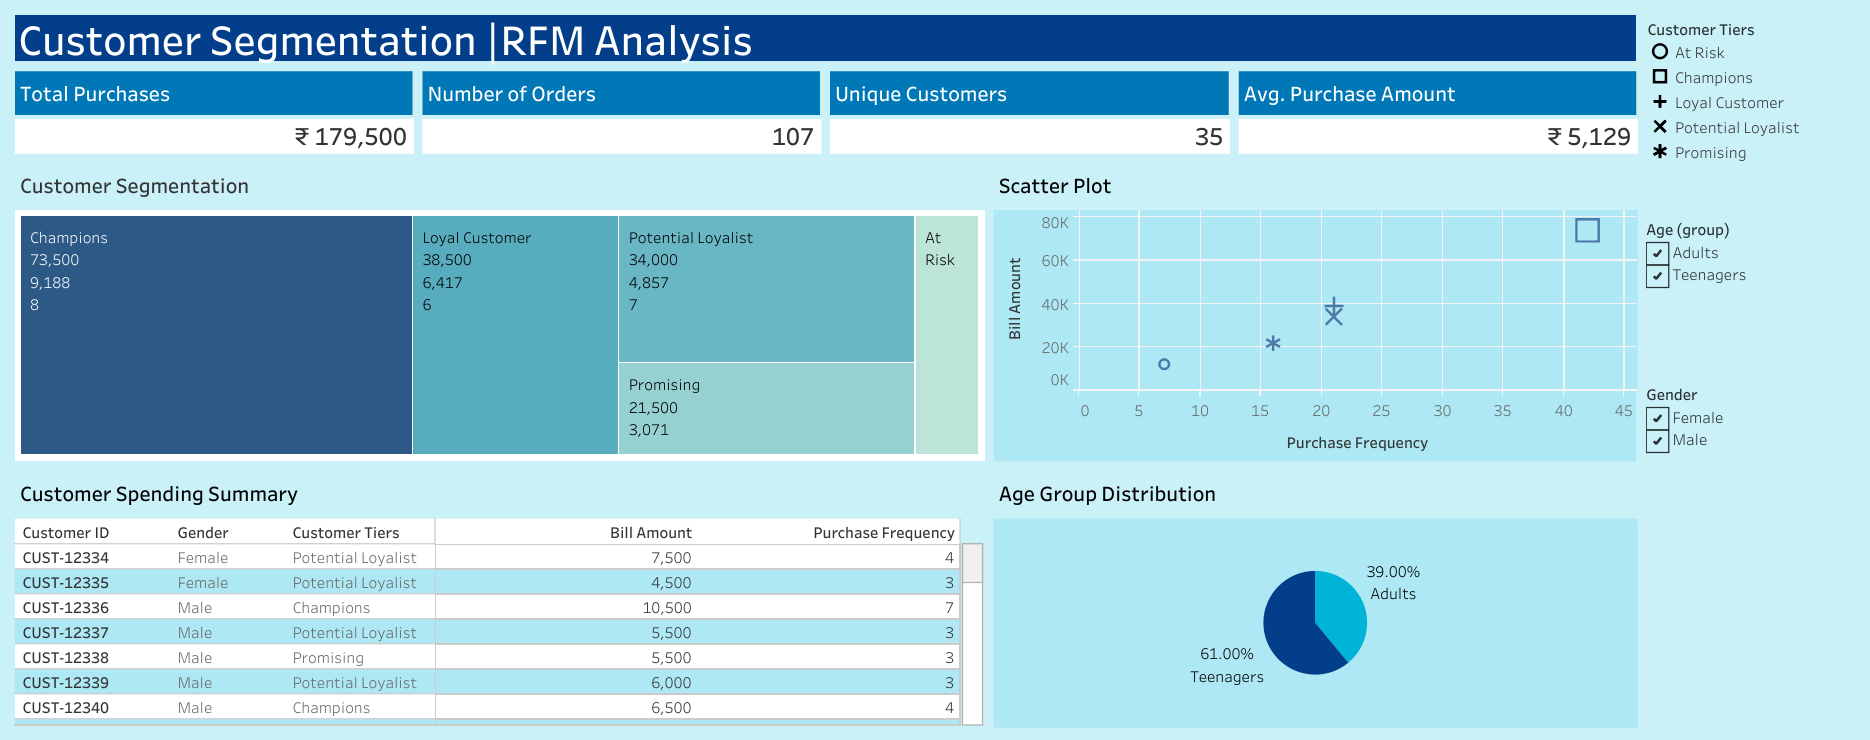 Customer Segmentation |RFM Analysis
Total Purchases
₹ 179,500
Number of Orders
107
Unique Customers
35
Avg. Purchase Amount
₹ 5,129
Customer Tiers
At Risk
Champions
Loyal Customer
Potential Loyalist
Promising
Customer Segmentation
Champions
73,500
9,188
8
Loyal Customer
38,500
6,417
6
Potential Loyalist
34,000
4,857
7
Promising
21,500
3,071
At
Risk
Scatter Plot
Bill Amount
80K
60K
40K
20K
0K
0 5 10 15 20 25 30 35 40 45
Purchase Frequency
Age (group)
Adults
Teenagers
Gender
Female
Male
Customer Spending Summary
Customer ID Gender Customer Tiers Bill Amount Purchase Frequency
CUST-12334 Female Potential Loyalist 7,500 4
CUST-12335 Female Potential Loyalist 4,500 3
CUST-12336 Male Champions 10,500 7
CUST-12337 Male Potential Loyalist 5,500 3
CUST-12338 Male Promising 5,500 3
CUST-12339 Male Potential Loyalist 6,000 3
CUST-12340 Male Champions 6,500 4
Age Group Distribution
39.00%
Adults
61.00%
Teenagers